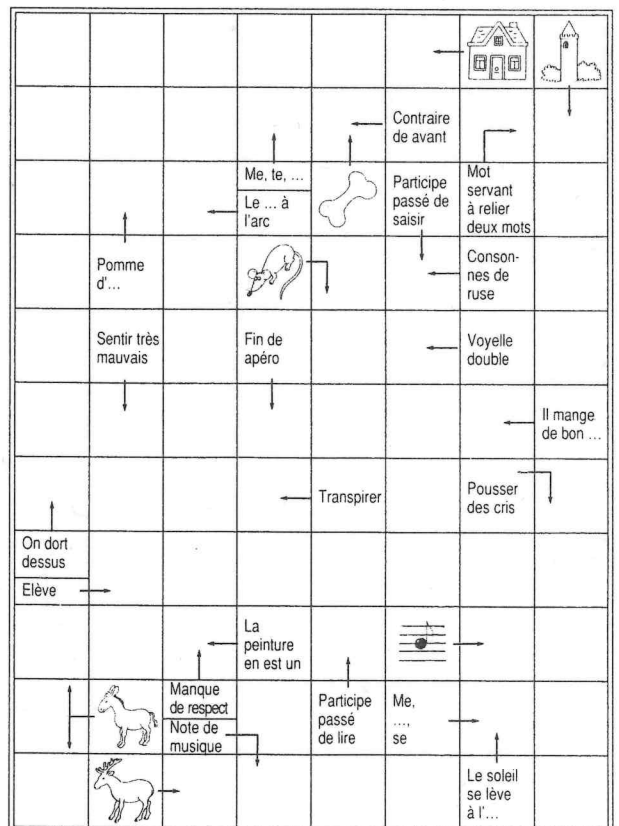 Contraire
de avant
Me, te, ...
Le ... à
l'arc
Participe
passé de
saisir
Mot
servant
à relier
deux mots
Pomme
d'...
Conson-
nes de
ruse
Sentir très
mauvais
Fin de
apéro
Voyelle
double
Il mange
de bon ...
Transpirer
Pousser
des cris
On dort
dessus
Elève
La
peinture
en est un
Manque
de respect
Note de
musique
Participe
passé
de lire
Me,
...,
se
Le soleil
se lève
à l'...